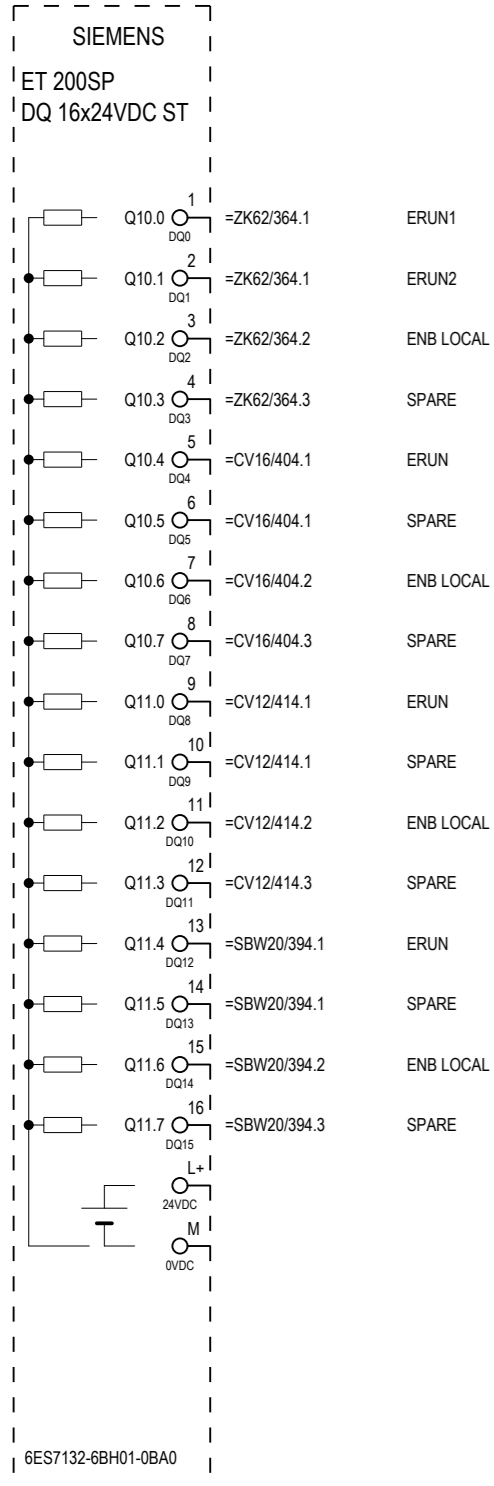 SIEMENS
ET 200SP
DQ 16x24VDC ST
1
Q10.0 =ZK62/364.1 ERUN1
DQ0
2
Q10.1 =ZK62/364.1 ERUN2
DQ1
3
Q10.2 =ZK62/364.2 ENB LOCAL
DQ2
4
Q10.3 =ZK62/364.3 SPARE
DQ3
5
Q10.4 =CV16/404.1 ERUN
DQ4
6
Q10.5 =CV16/404.1 SPARE
DQ5
7
Q10.6 =CV16/404.2 ENB LOCAL
DQ6
8
Q10.7 =CV16/404.3 SPARE
DQ7
9
Q11.0 =CV12/414.1 ERUN
DQ8
10
Q11.1 =CV12/414.1 SPARE
DQ9
11
Q11.2 =CV12/414.2 ENB LOCAL
DQ10
12
Q11.3 =CV12/414.3 SPARE
DQ11
13
Q11.4 =SBW20/394.1 ERUN
DQ12
14
Q11.5 =SBW20/394.1 SPARE
DQ13
15
Q11.6 =SBW20/394.2 ENB LOCAL
DQ14
16
Q11.7 =SBW20/394.3 SPARE
DQ15
L+
24VDC
M
0VDC
6ES7132-6BH01-0BA0